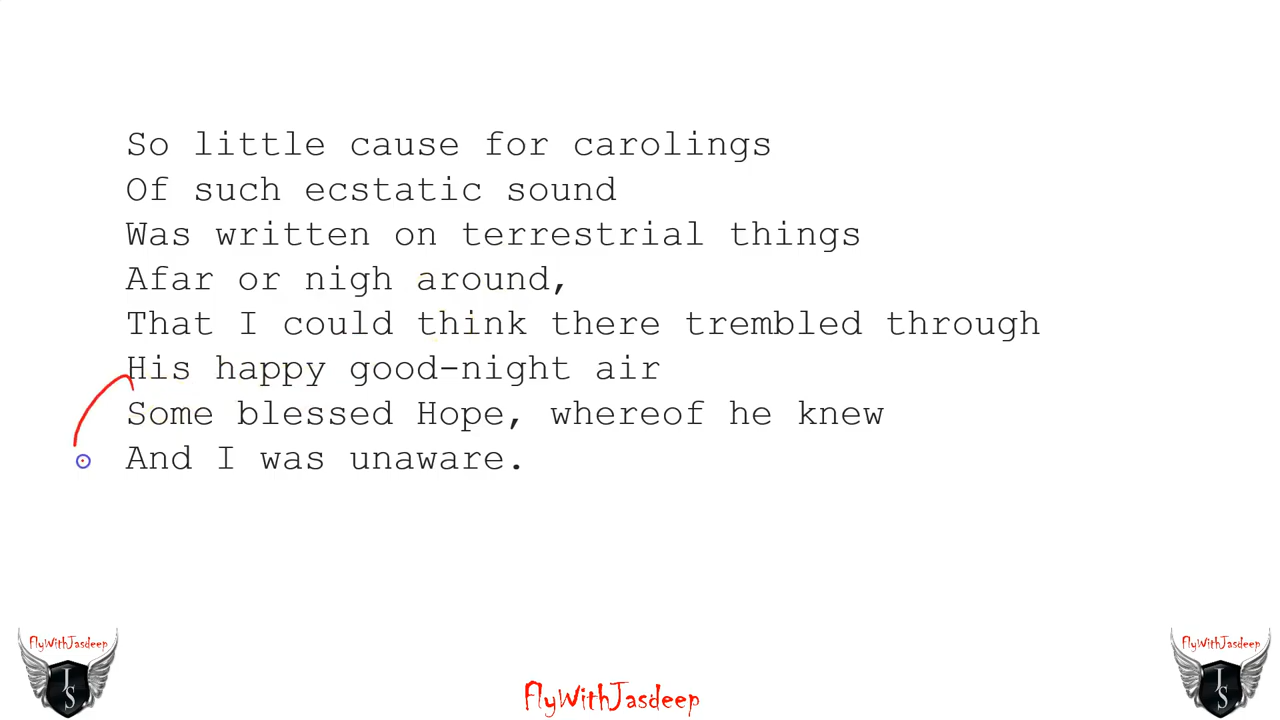 So little cause for carolings
Of such ecstatic sound
Was written on terrestrial things
Afar or nigh around,
That I could think there trembled through
His happy good-night air
Some blessed Hope, whereof he knew
And I was unaware.
FlyWithJasdeep
JS
FlyWithJasdeep
FlyWithJasdeep
JS